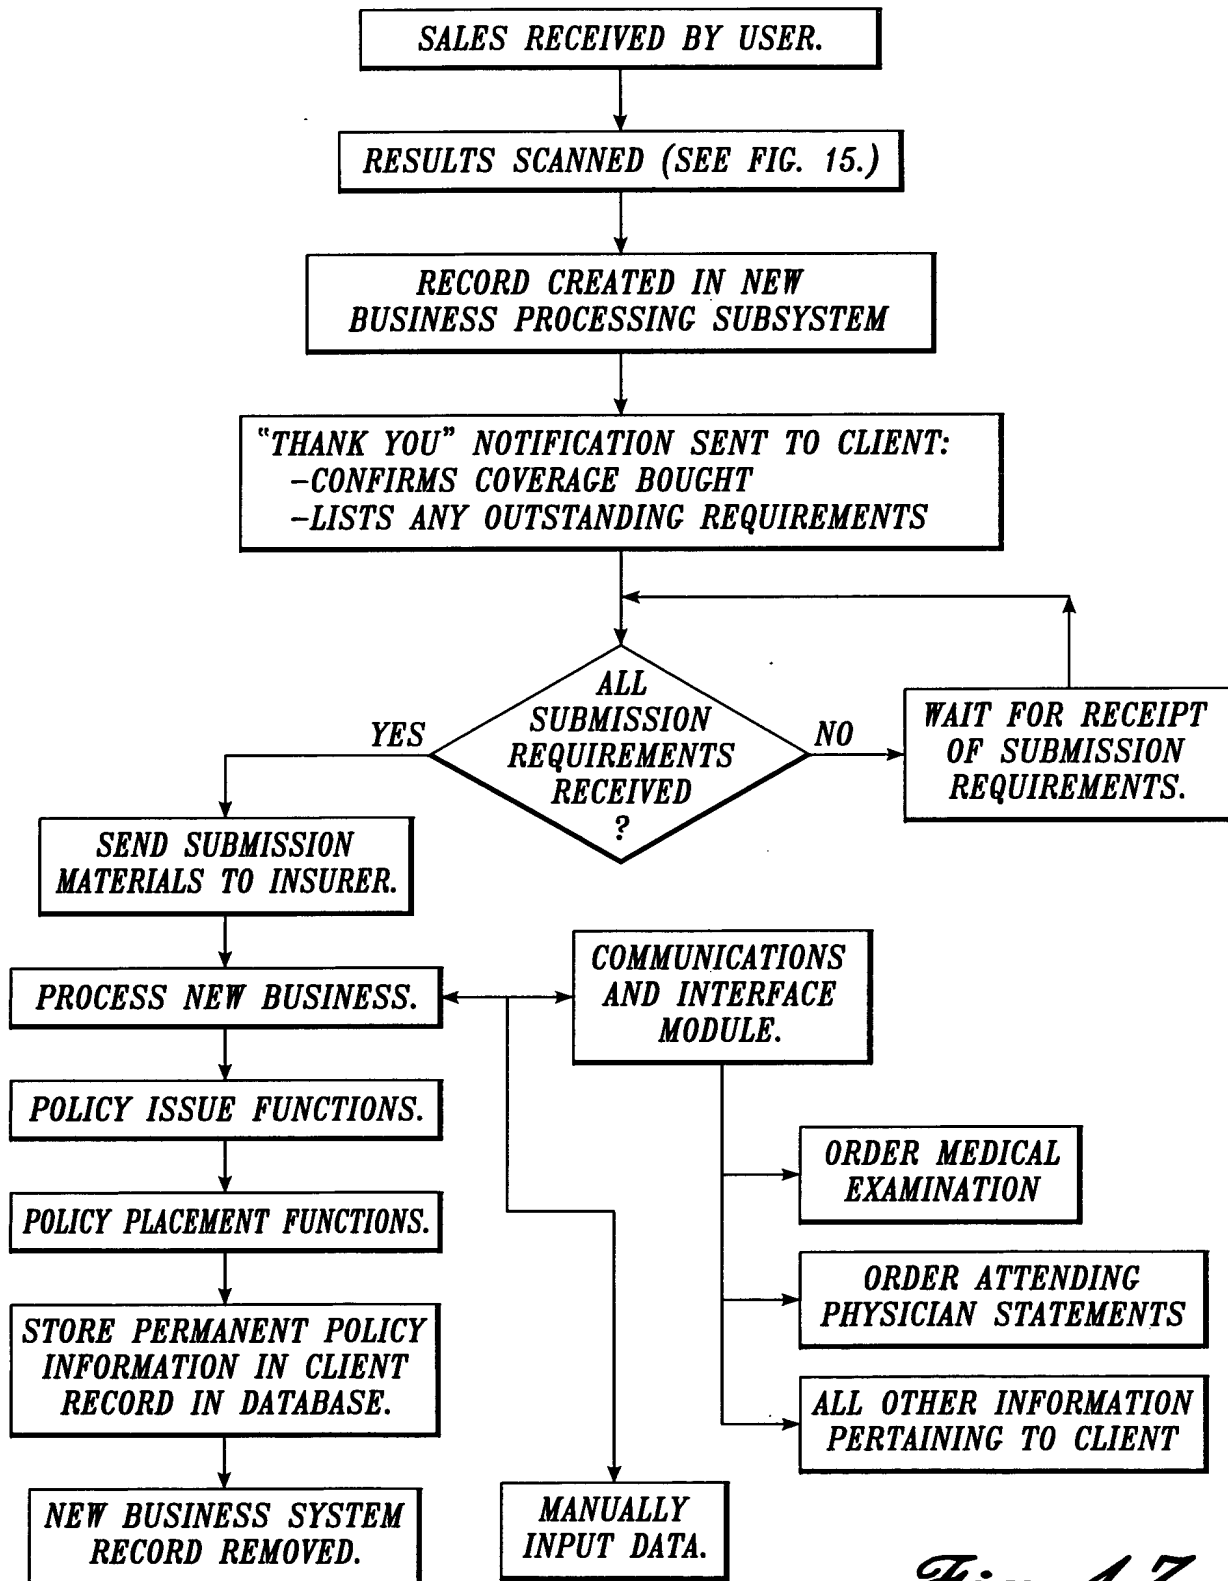 SALES RECEIVED BY USER.
RESULTS SCANNED (SEE FIG. 15.)
RECORD CREATED IN NEW
BUSINESS PROCESSING SUBSYSTEM
"THANK YOU" NOTIFICATION SENT TO CLIENT:
-CONFIRMS COVERAGE BOUGHT
-LISTS ANY OUTSTANDING REQUIREMENTS
ALL
SUBMISSION
REQUIREMENTS
RECEIVED
?
YES
NO
WAIT FOR RECEIPT
OF SUBMISSION
REQUIREMENTS.
SEND SUBMISSION
MATERIALS TO INSURER.
PROCESS NEW BUSINESS.
COMMUNICATIONS
AND INTERFACE
MODULE.
POLICY ISSUE FUNCTIONS.
ORDER MEDICAL
EXAMINATION
POLICY PLACEMENT FUNCTIONS.
ORDER ATTENDING
PHYSICIAN STATEMENTS
STORE PERMANENT POLICY
INFORMATION IN CLIENT
RECORD IN DATABASE.
ALL OTHER INFORMATION
PERTAINING TO CLIENT
NEW BUSINESS SYSTEM
RECORD REMOVED.
MANUALLY
INPUT DATA.